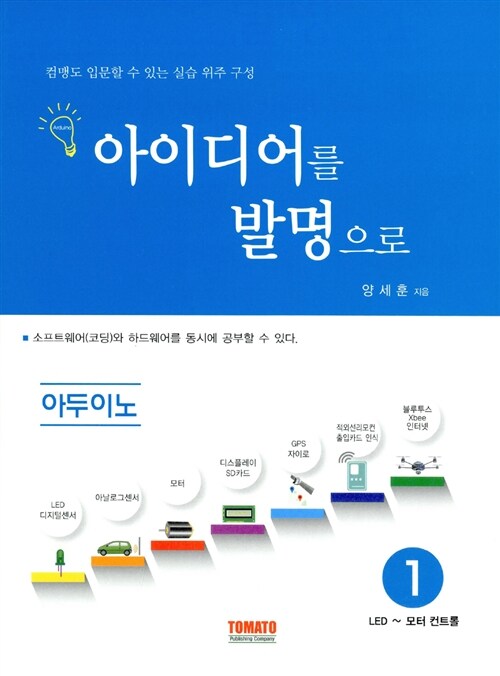 컴맹도 입문할 수 있는 실습 위주 구성
Arduino
아이디어를
발명으로
양세훈 지음
■ 소프트웨어(코딩)와 하드웨어를 동시에 공부할 수 있다.
아두이노
블루투스
Xbee
인터넷
적외선리모컨
출입카드 인식
GPS
자이로
디스플레이
SD카드
모터
아날로그센서
LED
디지털센서
1
LED ~ 모터 컨트롤
TOMATO
Publishing Company